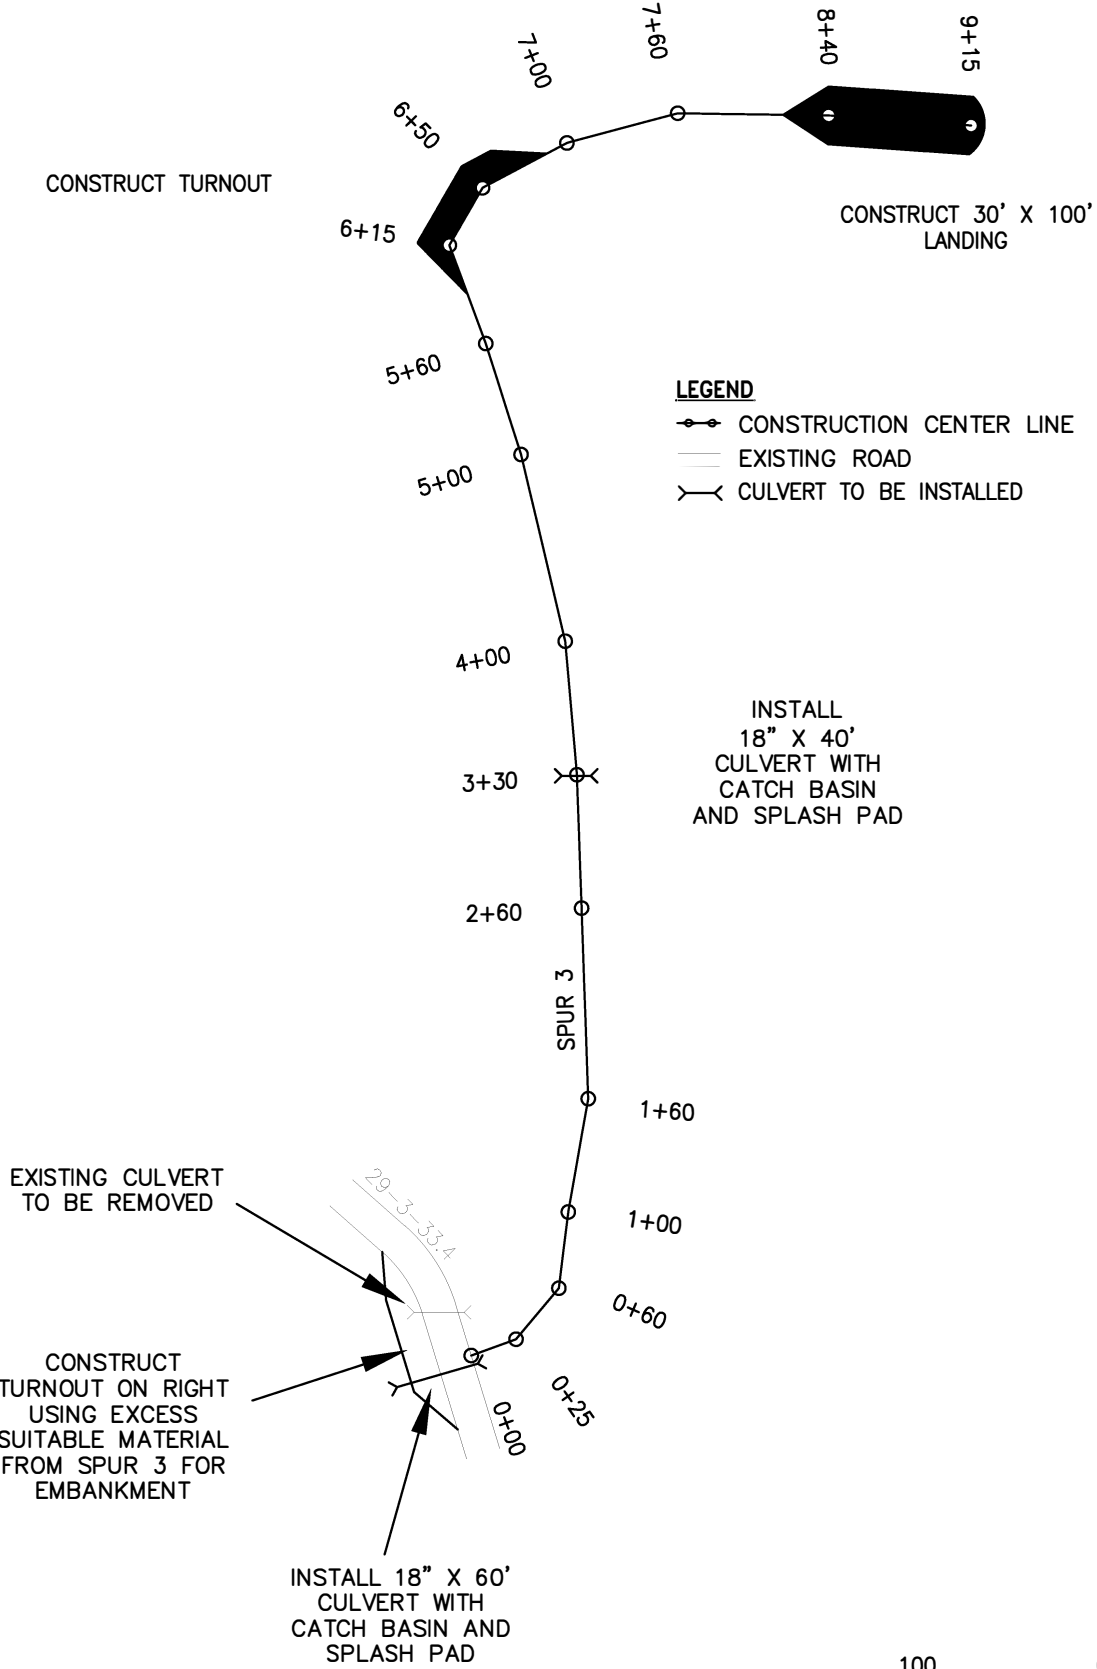 7+60
8+40
9+15
7+00
6+50
CONSTRUCT TURNOUT
6+15
CONSTRUCT 30' X 100'
LANDING
5+60
LEGEND
CONSTRUCTION CENTER LINE
EXISTING ROAD
CULVERT TO BE INSTALLED
5+00
4+00
INSTALL
18" X 40'
CULVERT WITH
CATCH BASIN
AND SPLASH PAD
3+30
2+60
SPUR 3
1+60
EXISTING CULVERT
TO BE REMOVED
29-3-33.4
1+00
0+60
CONSTRUCT
TURNOUT ON RIGHT
USING EXCESS
SUITABLE MATERIAL
FROM SPUR 3 FOR
EMBANKMENT
0+25
0+00
INSTALL 18" X 60'
CULVERT WITH
CATCH BASIN AND
SPLASH PAD
100